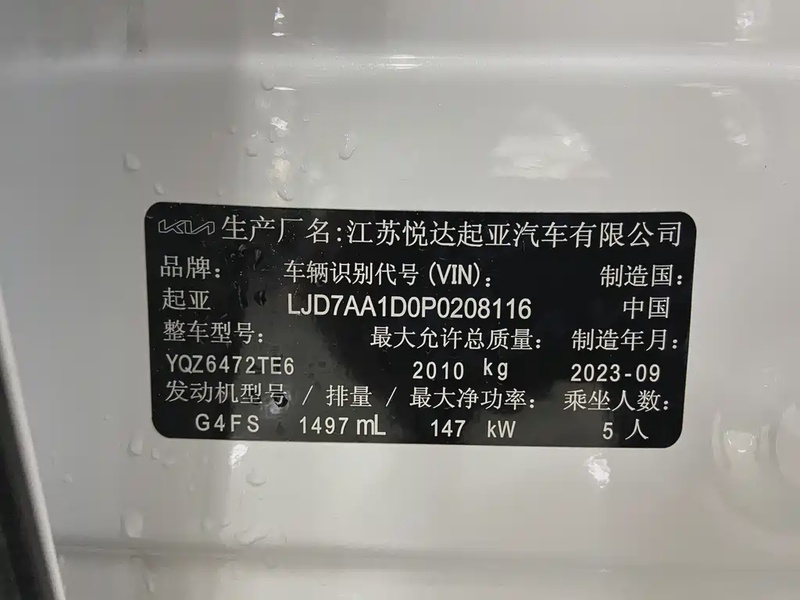 KIA 生产厂名:江苏悦达起亚汽车有限公司
品牌: 车辆识别代号(VIN): 制造国:
起亚 LJD7AA1D0P0208116 中国
整车型号: 最大允许总质量: 制造年月:
YQZ6472TE6 2010 kg 2023-09
发动机型号/排量/最大净功率: 乘坐人数:
G4FS 1497mL 147 kW 5人